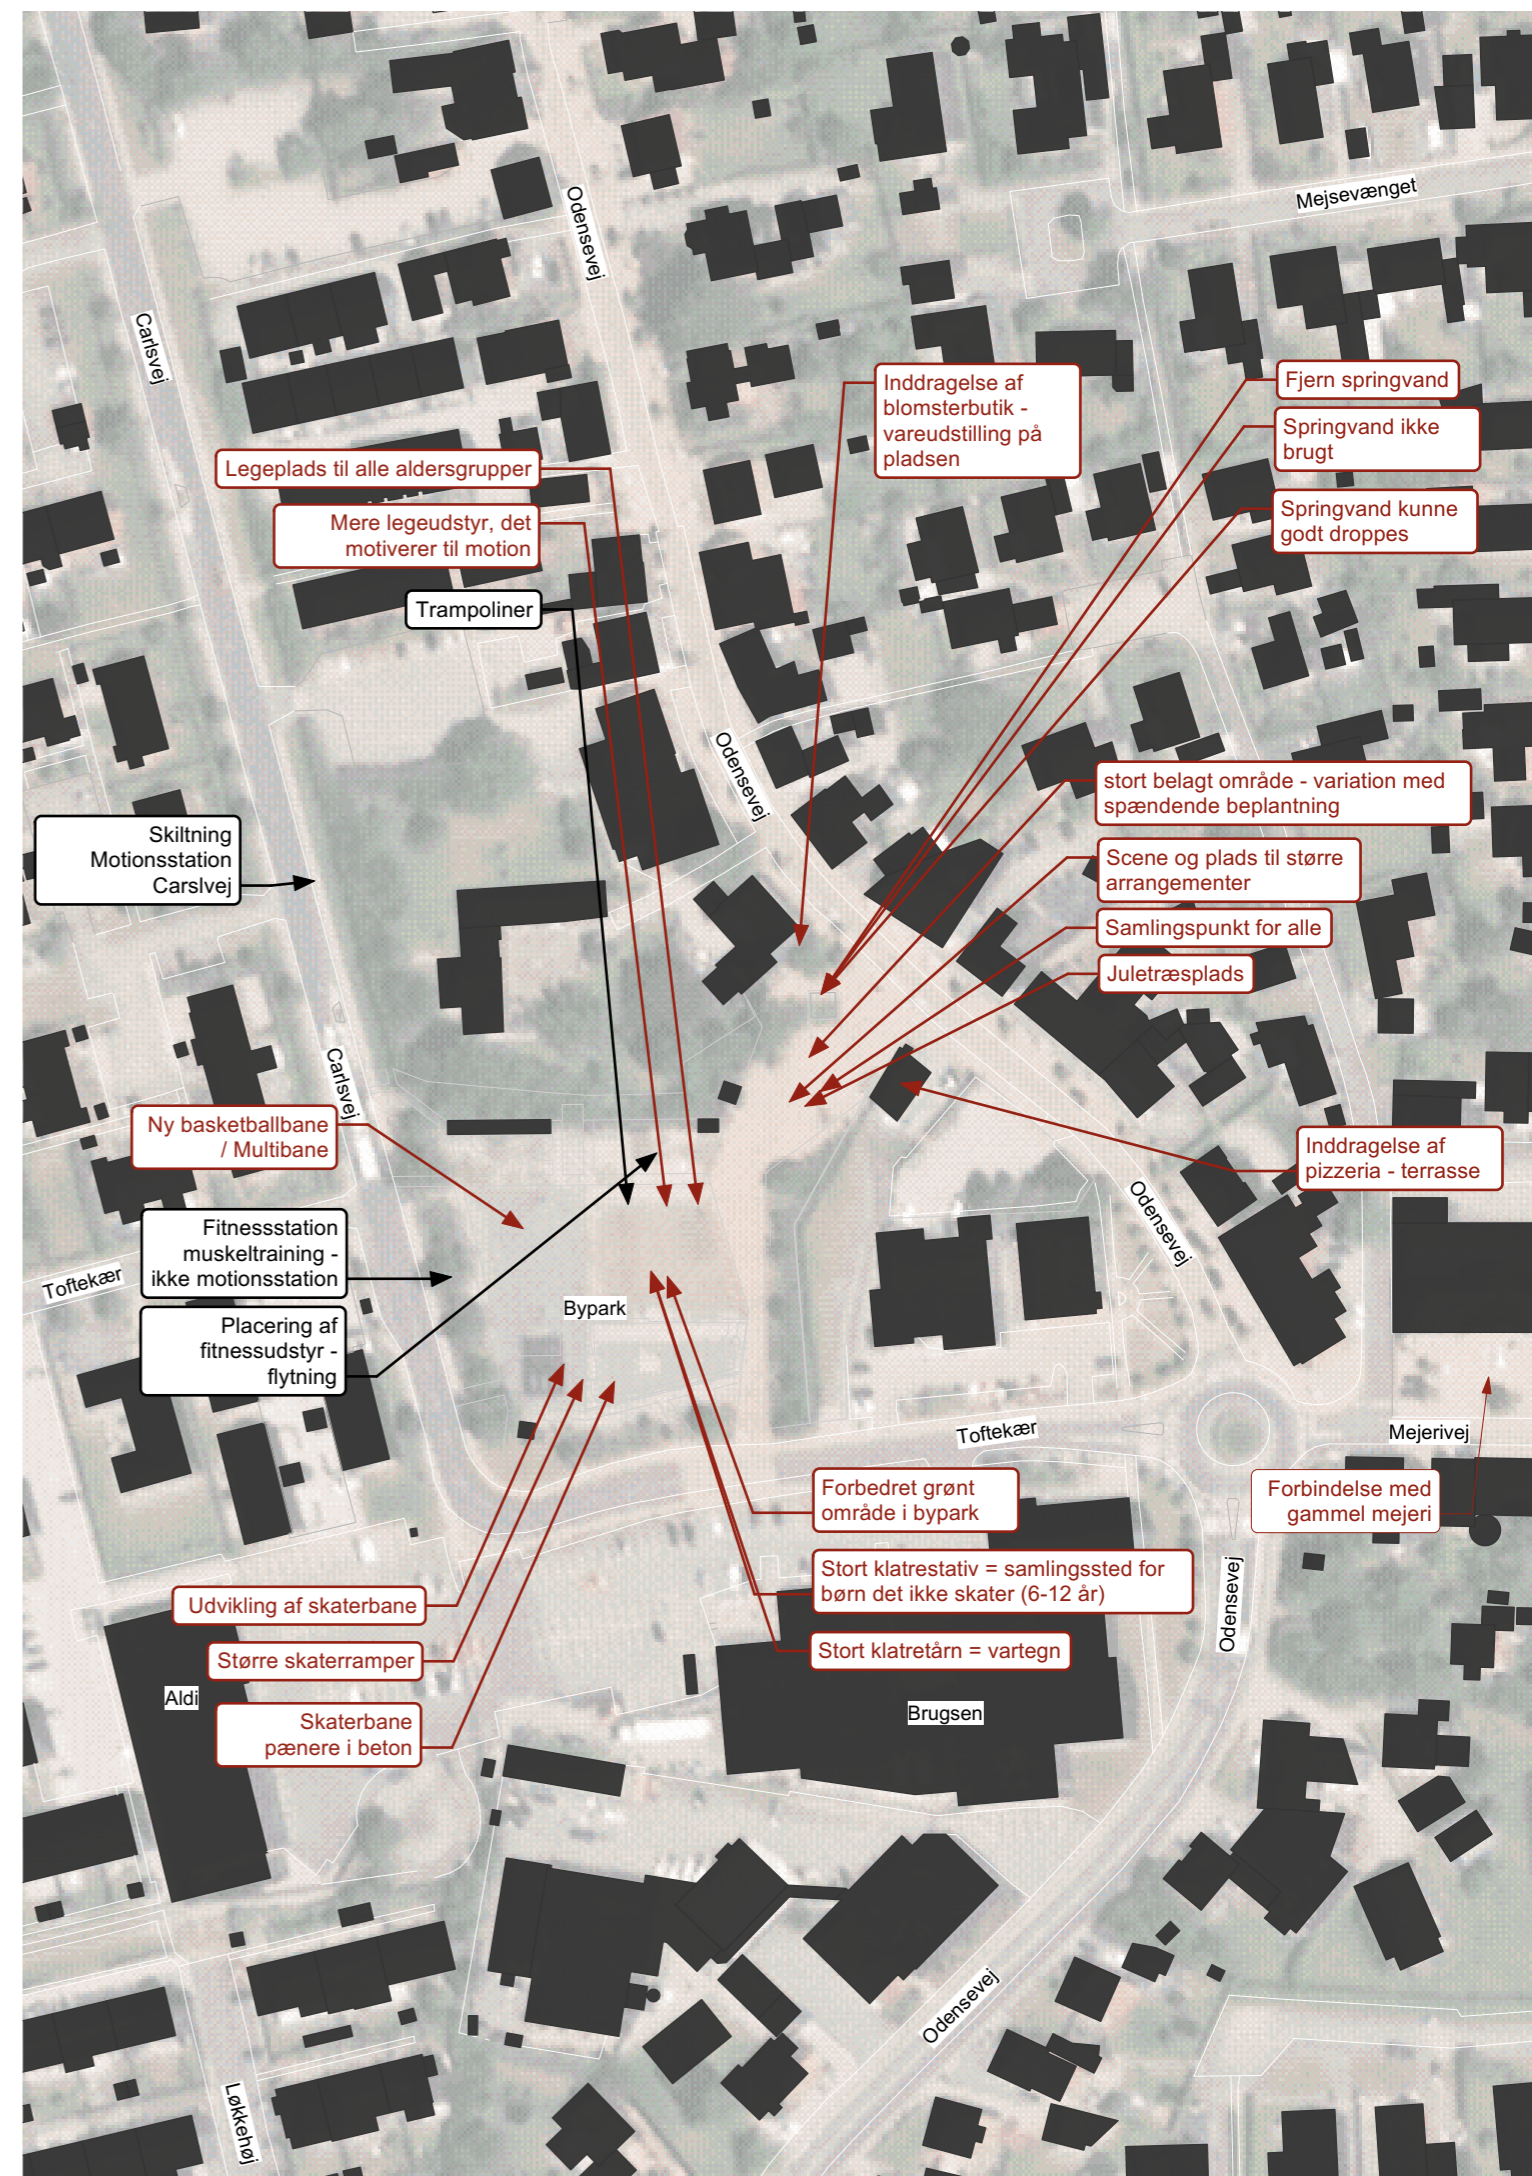 Mejsevænget
Odensevej
Carlsvej
Inddragelse af
blomsterbutik -
vareudstilling på
pladsen
Fjern springvand
Springvand ikke
brugt
Springvand kunne
godt droppes
Legeplads til alle aldersgrupper
Mere legeudstyr, det
motiverer til motion
Trampoliner
Odensevej
stort belagt område - variation med
spændende beplantning
Skiltning
Motionsstation
Carslvej
Scene og plads til større
arrangementer
Samlingspunkt for alle
Juletræsplads
Carlsvej
Ny basketballbane
/ Multibane
Inddragelse af
pizzeria - terrasse
Odensevej
Fitnessstation
muskeltraining -
ikke motionsstation
Toftekær
Bypark
Placering af
fitnessudstyr -
flytning
Toftekær
Mejerivej
Forbedret grønt
område i bypark
Forbindelse med
gammel mejeri
Stort klatrestativ = samlingssted for
børn det ikke skater (6-12 år)
Odensevej
Udvikling af skaterbane
Stort klatretårn = vartegn
Større skaterramper
Aldi
Brugsen
Skaterbane
pænere i beton
Odensevej
Løkkehøj